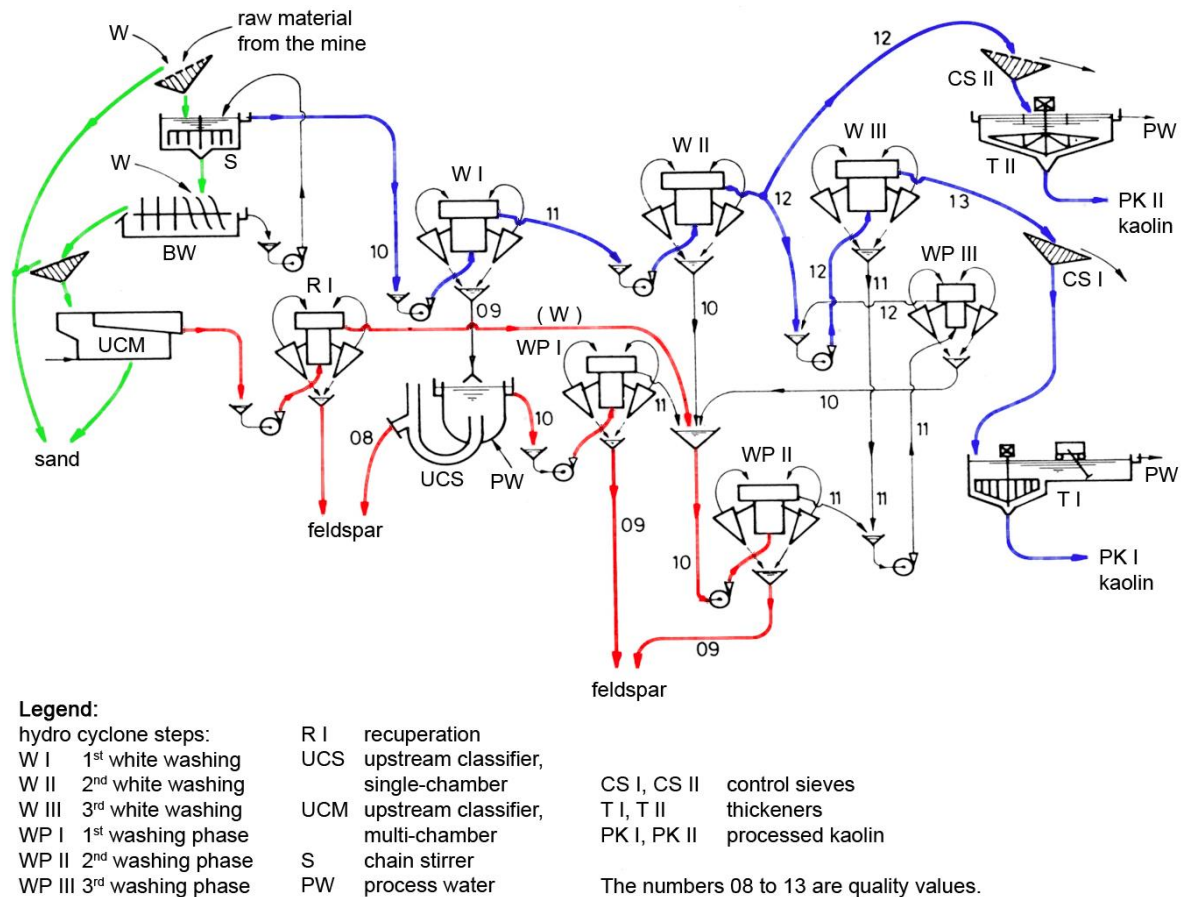 raw material
from the mine
W
12
CS II
PW
T II
PK II
kaolin
S
W
W I
W II
W III
11
12
13
10
BW
12
CS I
R I
09
10
11
WP III
12
(W)
UCM
WP I
11
10
08
10
11
sand
UCS
PW
WP II
11
11
PW
T I
feldspar
09
10
PK I
kaolin
09
feldspar
Legend:
hydro cyclone steps:
W I 1st white washing
W II 2nd white washing
W III 3rd white washing
WP I 1st washing phase
WP II 2nd washing phase
WP III 3rd washing phase
R I recuperation
UCS upstream classifier,
single-chamber
UCM upstream classifier,
multi-chamber
S chain stirrer
PW process water
CS I, CS II control sieves
T I, T II thickeners
PK I, PK II processed kaolin
The numbers 08 to 13 are quality values.